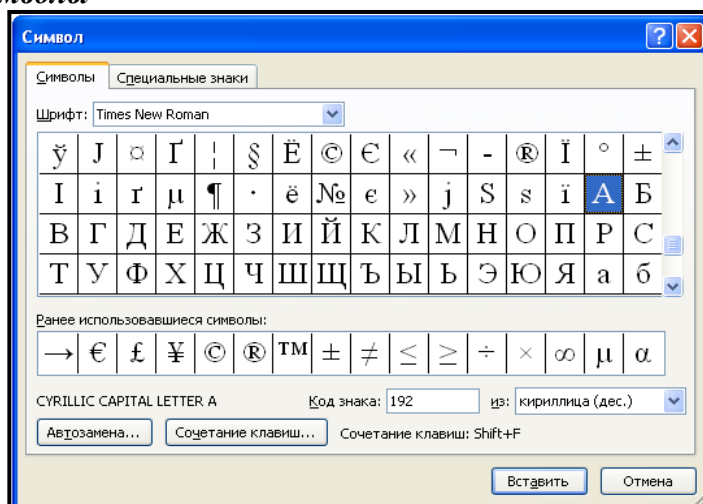 Символ
Символы Специальные знаки
Шрифт: Times New Roman
ў Ј ¤ Ґ ¦ § Ё © Є « ¬ - ® Ї ° ±
І і ґ µ ¶ · ё № є » ј Ѕ ѕ ї А Б
В Г Д Е Ж З И Й К Л М Н О П Р С
Т У Ф Х Ц Ч Ш Щ Ъ Ы Ь Э Ю Я а б
Ранее использовавшиеся символы:
→ € £ ¥ © ® ™ ± ≠ ≤ ≥ ÷ × ∞ µ α
CYRILLIC CAPITAL LETTER A Код знака: 192 из: кириллица (дес.)
Автозамена... Сочетание клавиш... Сочетание клавиш: Shift+F
Вставить Отмена